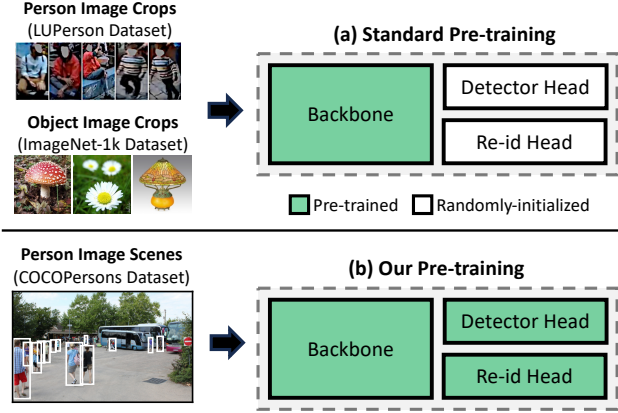 Person Image Crops
(LUPerson Dataset)
Object Image Crops
(ImageNet-1k Dataset)
(a) Standard Pre-training
Backbone
Detector Head
Re-id Head
Pre-trained
Randomly-initialized
Person Image Scenes
(COCOPersons Dataset)
(b) Our Pre-training
Backbone
Detector Head
Re-id Head